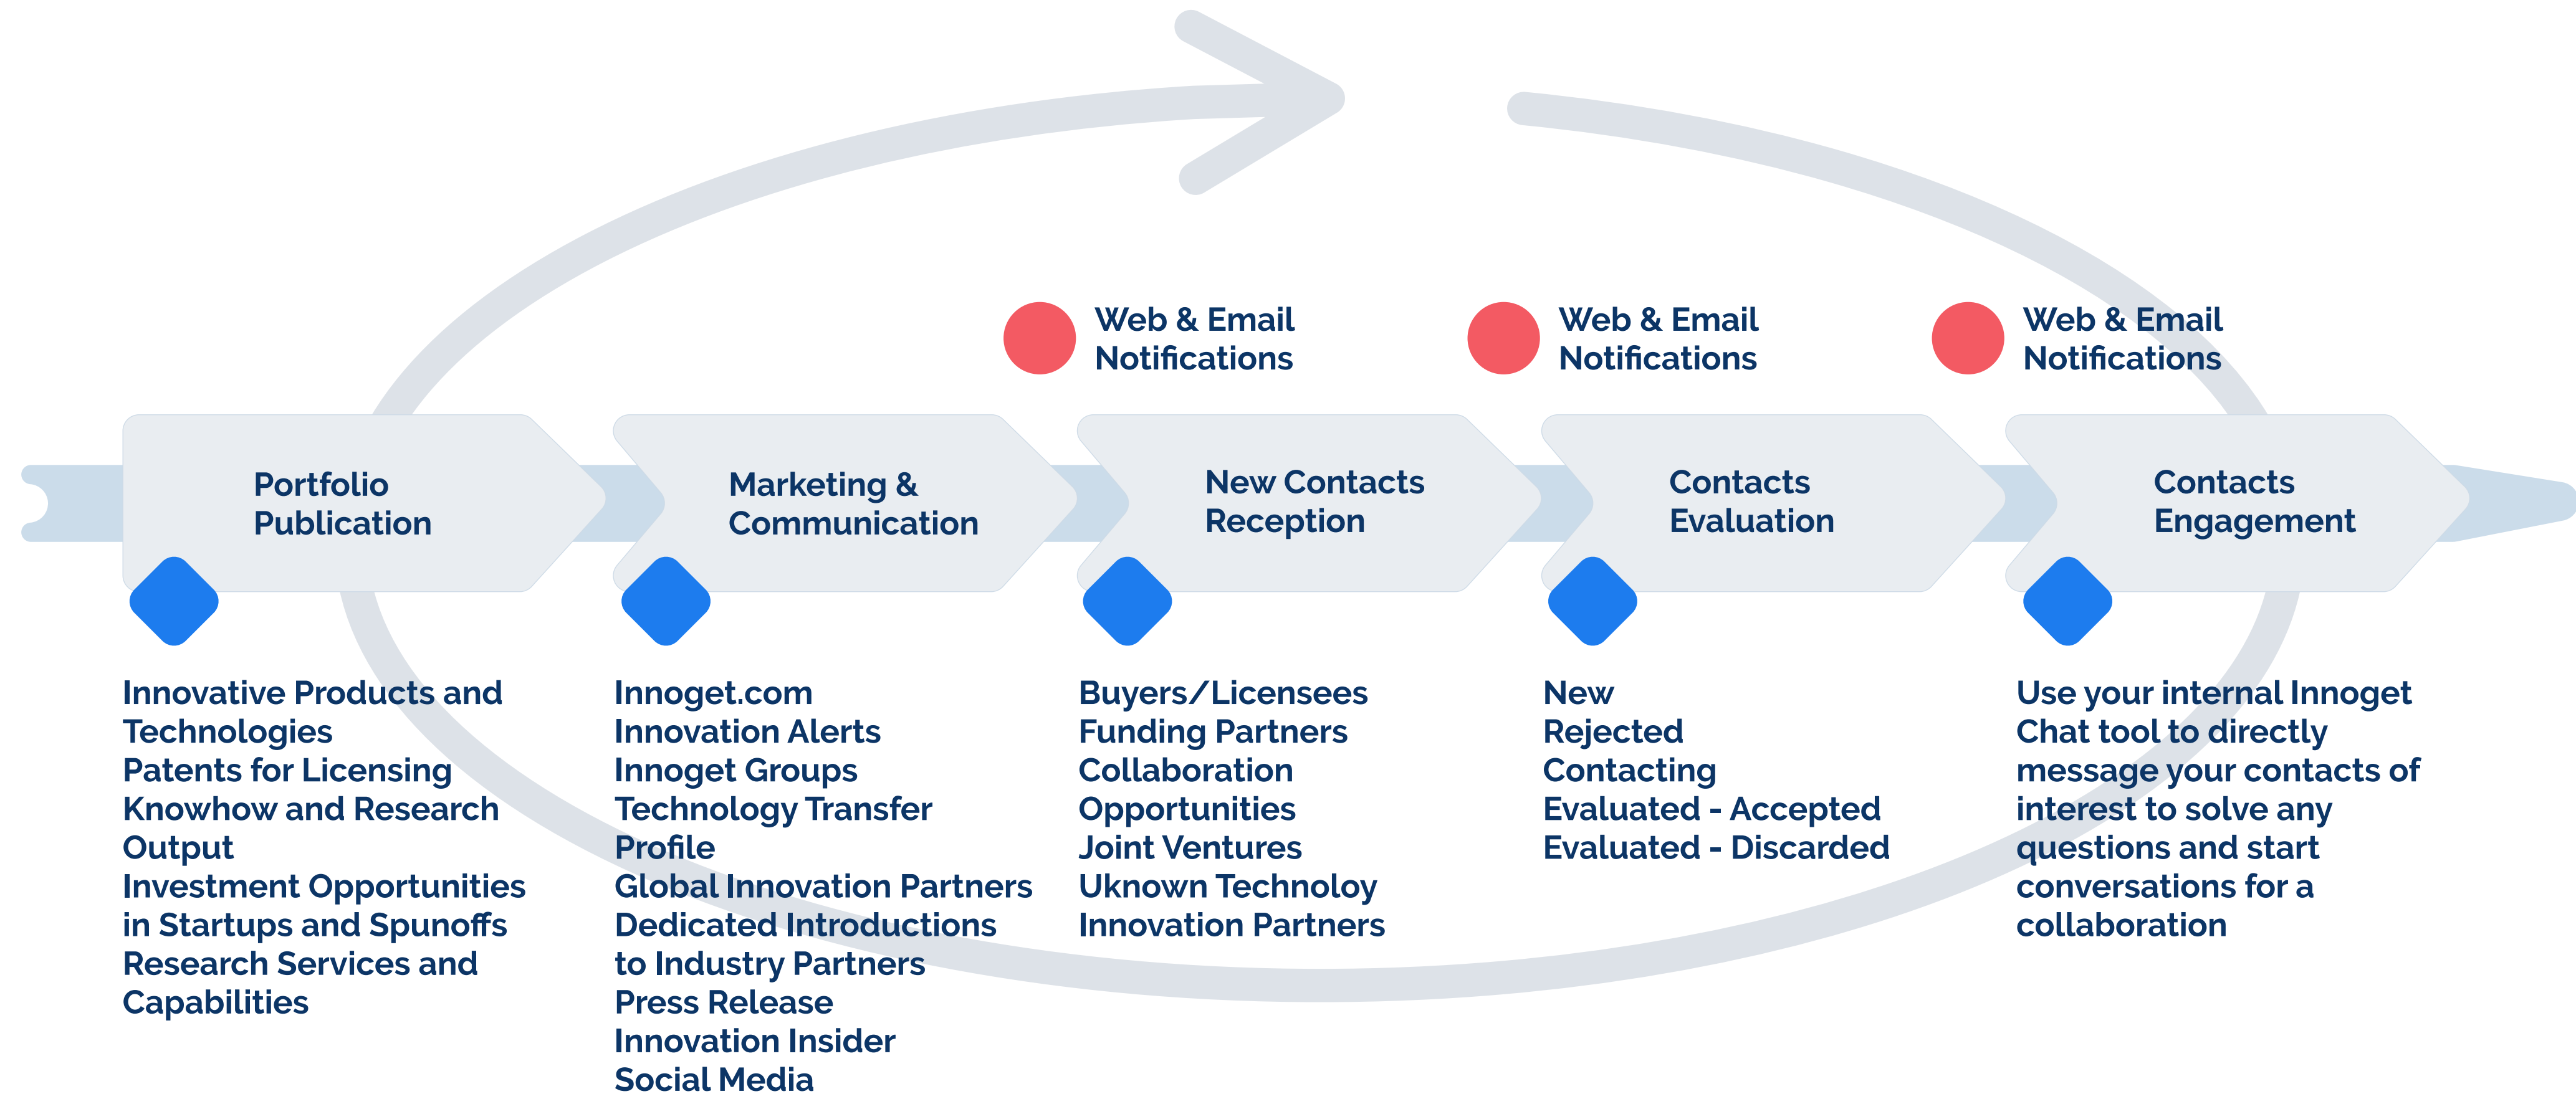 Web & Email
Notifications
Web & Email
Notifications
Web & Email
Notifications
Portfolio
Publication
Marketing &
Communication
New Contacts
Reception
Contacts
Evaluation
Contacts
Engagement
Innovative Products and
Technologies
Patents for Licensing
Knowhow and Research
Output
Investment Opportunities
in Startups and Spunoffs
Research Services and
Capabilities
Innoget.com
Innovation Alerts
Innoget Groups
Technology Transfer
Profile
Global Innovation Partners
Dedicated Introductions
to Industry Partners
Press Release
Innovation Insider
Social Media
Buyers/Licensees
Funding Partners
Collaboration
Opportunities
Joint Ventures
Uknown Technoloy
Innovation Partners
New
Rejected
Contacting
Evaluated - Accepted
Evaluated - Discarded
Use your internal Innoget
Chat tool to directly
message your contacts of
interest to solve any
questions and start
conversations for a
collaboration